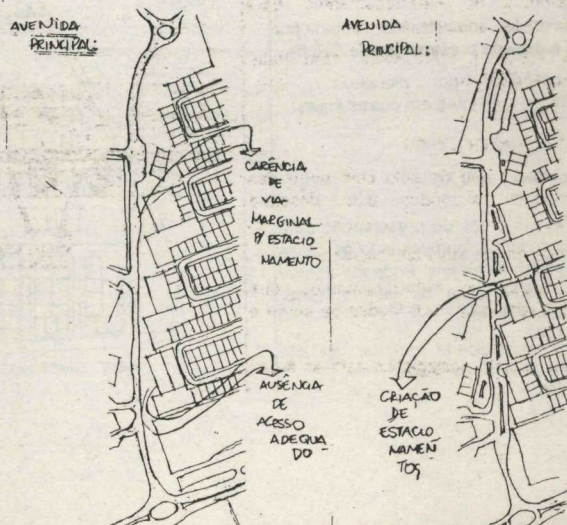 AVENIDA
PRINCIPAL:
CARÊNCIA
DE
VIA
MARGINAL
P/ ESTACIO
NAMENTO
AUSÊNCIA
DE
ACESSO
ADEQUA
DO
AVENIDA
PRINCIPAL:
CRIAÇÃO
DE
ESTACIO
NAMEN
TOS